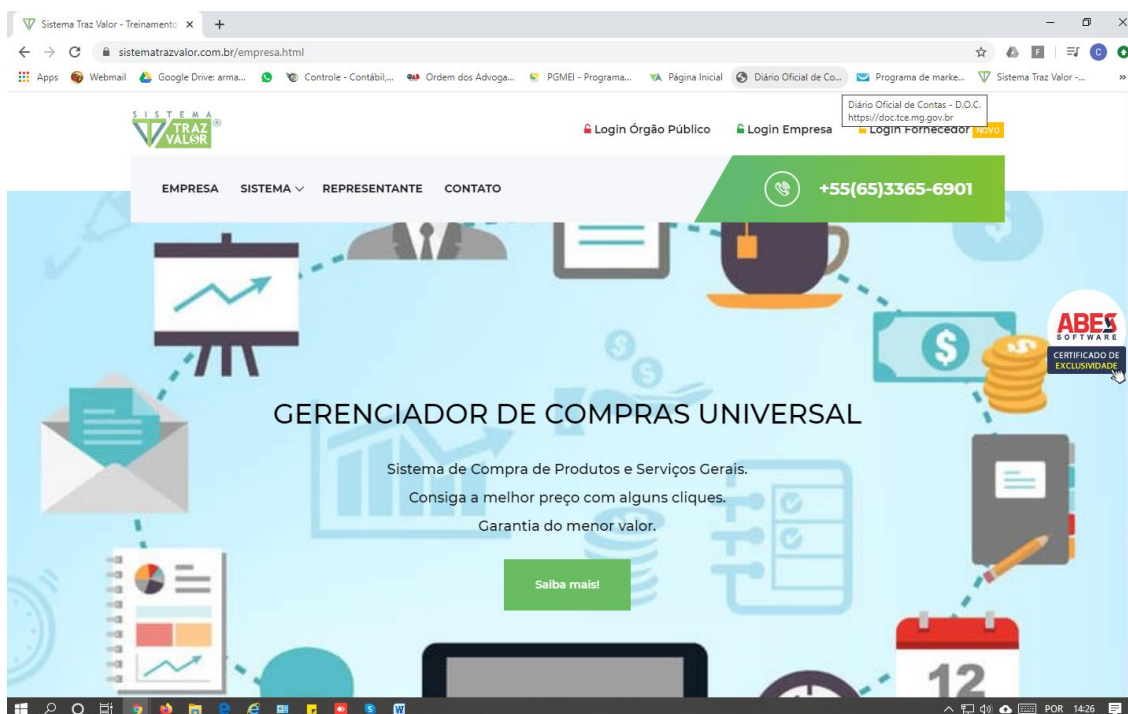 Sistema Traz Valor - Treinamento
sistematrazvalor.com.br/empresa.html
Apps Webmail Google Drive: arma... Controle - Contábil,... Ordem dos Advoga... PGMEI - Programa... Página Inicial Diário Oficial de Co... Programa de marke... Sistema Traz Valor -... »
Diário Oficial de Contas - D.O.C.
https://doc.tce.mg.gov.br
SISTEMA
TRAZ
VALOR®
Login Órgão Público Login Empresa Login Fornecedor NOVO
EMPRESA SISTEMA REPRESENTANTE CONTATO +55(65)3365-6901
ABES
SOFTWARE
CERTIFICADO DE
EXCLUSIVIDADE
GERENCIADOR DE COMPRAS UNIVERSAL
Sistema de Compra de Produtos e Serviços Gerais.
Consiga a melhor preço com alguns cliques.
Garantia do menor valor.
Saiba mais!
12
POR 14:26